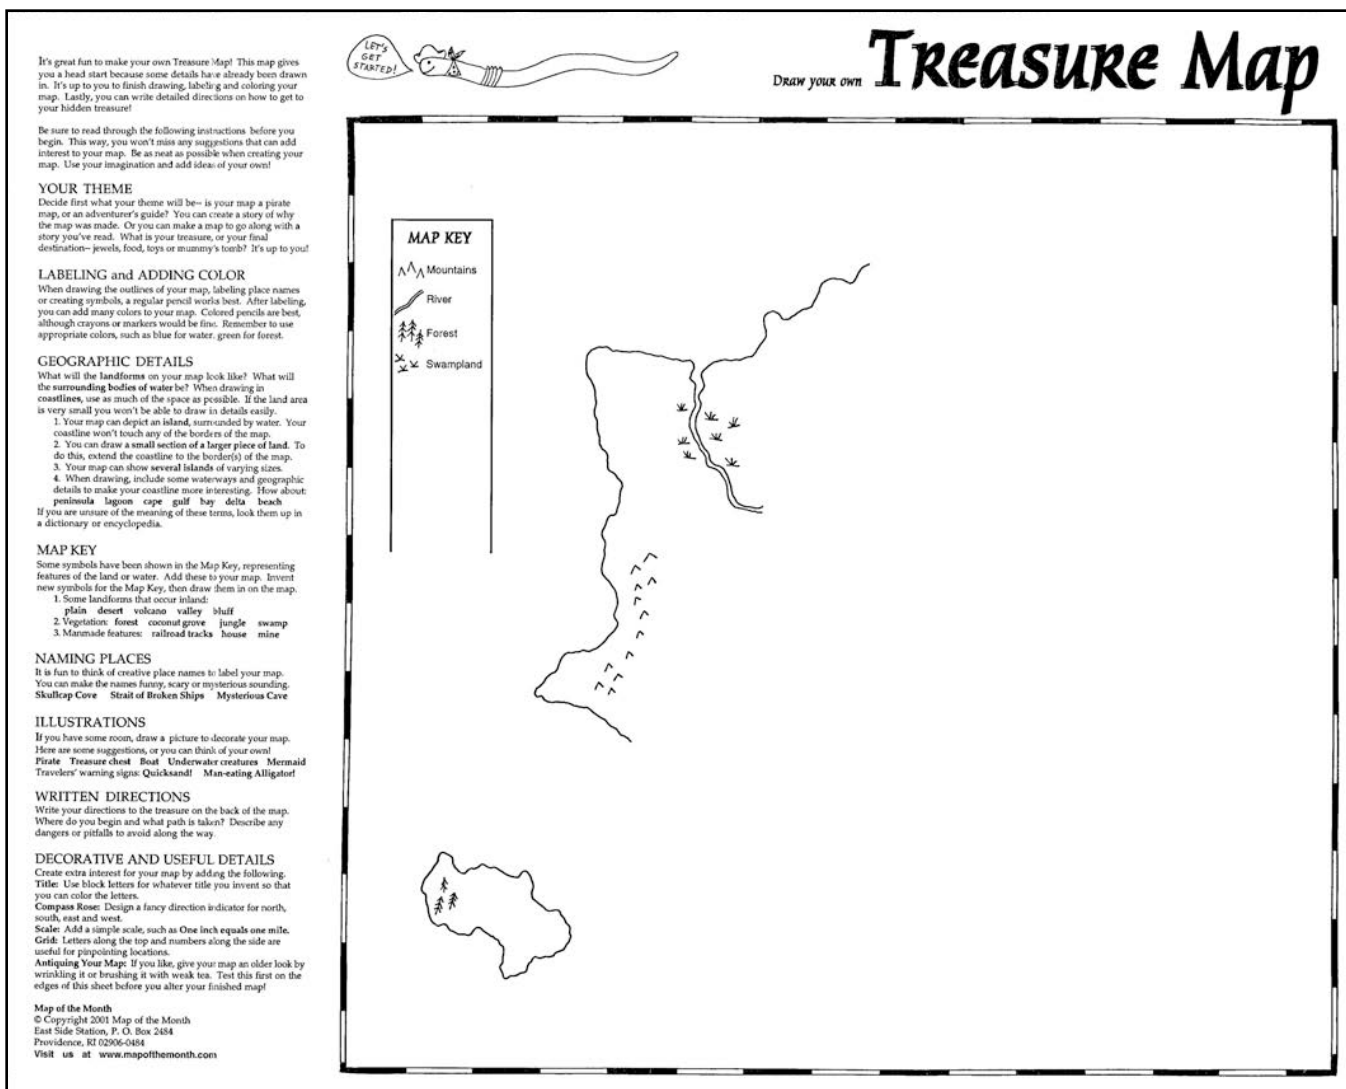 LET'S
GET
STARTED!
Draw your own Treasure Map
It's great fun to make your own Treasure Map! This map gives
you a head start because some details have already been drawn
in. It's up to you to finish drawing, labeling and coloring your
map. Lastly, you can write detailed directions on how to get to
your hidden treasure!
Be sure to read through the following instructions before you
begin. This way, you won't miss any suggestions that can add
interest to your map. Be as neat as possible when creating your
map. Use your imagination and add ideas of your own!
YOUR THEME
Decide first what your theme will be– is your map a pirate
map, or an adventurer's guide? You can create a story of why
the map was made. Or you can make a map to go along with a
story you've read. What is your treasure, or your final
destination– jewels, food, toys or mummy's tomb? It's up to you!
LABELING and ADDING COLOR
When drawing the outlines of your map, labeling place names
or creating symbols, a regular pencil works best. After labeling,
you can add many colors to your map. Colored pencils are best,
although crayons or markers would be fine. Remember to use
appropriate colors, such as blue for water, green for forest.
GEOGRAPHIC DETAILS
What will the landforms on your map look like? What will
the surrounding bodies of water be? When drawing in
coastlines, use as much of the space as possible. If the land area
is very small you won't be able to draw in details easily.
1. Your map can depict an island, surrounded by water. Your
coastline won't touch any of the borders of the map.
2. You can draw a small section of a larger piece of land. To
do this, extend the coastline to the border(s) of the map.
3. Your map can show several islands of varying sizes.
4. When drawing, include some waterways and geographic
details to make your coastline more interesting. How about:
peninsula lagoon cape gulf bay delta beach
If you are unsure of the meaning of these terms, look them up in
a dictionary or encyclopedia.
MAP KEY
Some symbols have been shown in the Map Key, representing
features of the land or water. Add these to your map. Invent
new symbols for the Map Key, then draw them in on the map.
1. Some landforms that occur inland:
plain desert volcano valley bluff
2. Vegetation: forest coconut grove jungle swamp
3. Manmade features: railroad tracks house mine
NAMING PLACES
It is fun to think of creative place names to label your map.
You can make the names funny, scary or mysterious sounding.
Skullcap Cove Strait of Broken Ships Mysterious Cave
ILLUSTRATIONS
If you have some room, draw a picture to decorate your map.
Here are some suggestions, or you can think of your own!
Pirate Treasure chest Boat Underwater creatures Mermaid
Travelers' warning signs: Quicksand! Man-eating Alligator!
WRITTEN DIRECTIONS
Write your directions to the treasure on the back of the map.
Where do you begin and what path is taken? Describe any
dangers or pitfalls to avoid along the way.
DECORATIVE AND USEFUL DETAILS
Create extra interest for your map by adding the following.
Title: Use block letters for whatever title you invent so that
you can color the letters.
Compass Rose: Design a fancy direction indicator for north,
south, east and west.
Scale: Add a simple scale, such as One inch equals one mile.
Grid: Letters along the top and numbers along the side are
useful for pinpointing locations.
Antiquing Your Map: If you like, give your map an older look by
wrinkling it or brushing it with weak tea. Test this first on the
edges of this sheet before you alter your finished map!
Map of the Month
© Copyright 2001 Map of the Month
East Side Station, P. O. Box 2484
Providence, RI 02906-0484
Visit us at www.mapofthemonth.com
MAP KEY
Mountains
River
Forest
Swampland